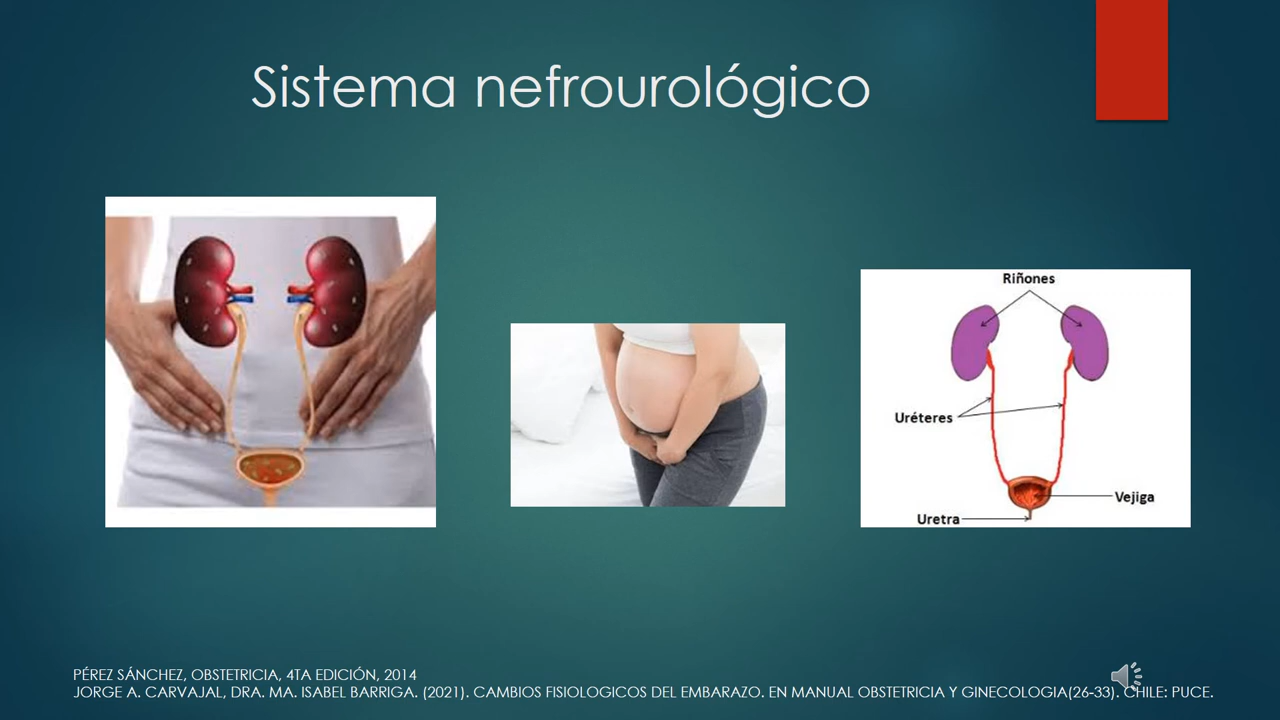 Sistema nefrourológico
Riñones
Uréteres
Vejiga
Uretra
PÉREZ SÁNCHEZ, OBSTETRICIA, 4TA EDICIÓN, 2014
JORGE A. CARVAJAL, DRA. MA. ISABEL BARRIGA. (2021). CAMBIOS FISIOLOGICOS DEL EMBARAZO. EN MANUAL OBSTETRICIA Y GINECOLOGIA(26-33). CHILE: PUCE.